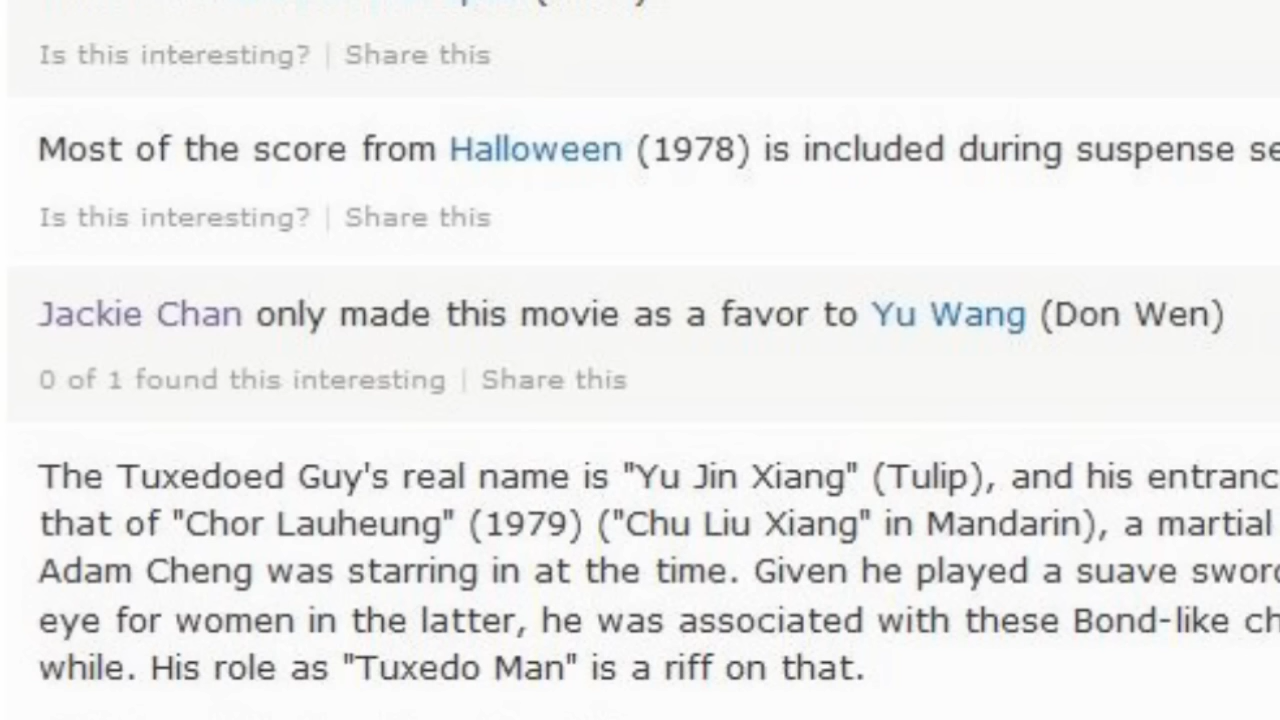 Is this interesting? | Share this
Most of the score from Halloween (1978) is included during suspense
Is this interesting? | Share this
Jackie Chan only made this movie as a favor to Yu Wang (Don Wen)
0 of 1 found this interesting | Share this
The Tuxedoed Guy's real name is "Yu Jin Xiang" (Tulip), and his
that of "Chor Lauheung" (1979) ("Chu Liu Xiang" in Mandarin), a martial
Adam Cheng was starring in at the time. Given he played a suave
eye for women in the latter, he was associated with these Bond-like
while. His role as "Tuxedo Man" is a riff on that.